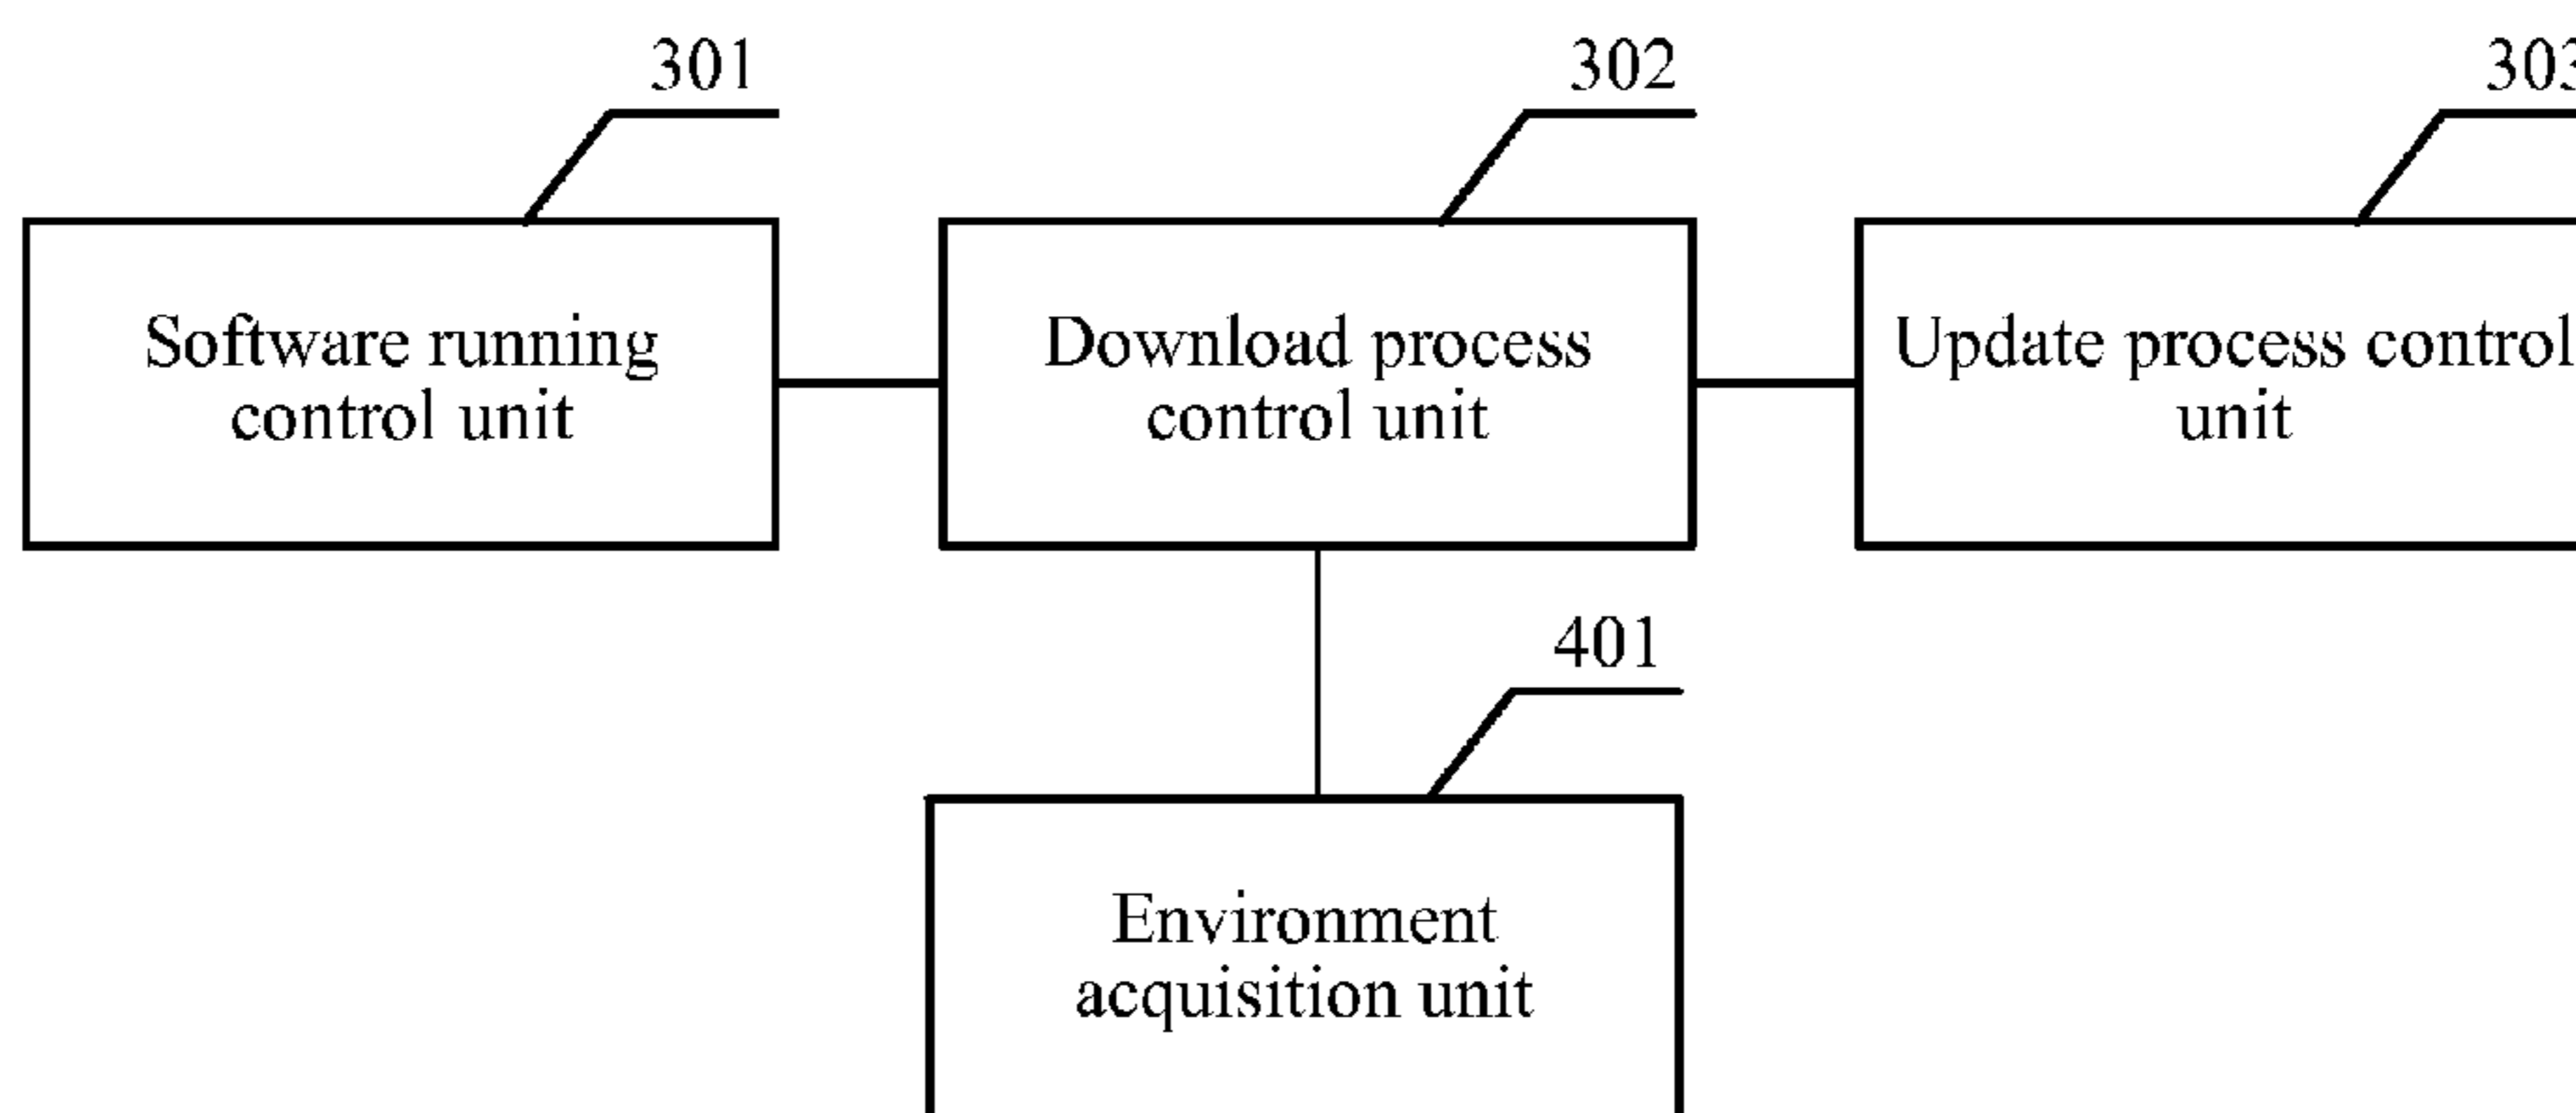 301
302
303
Software running
control unit
Download process
control unit
Update process control
unit
401
Environment
acquisition unit